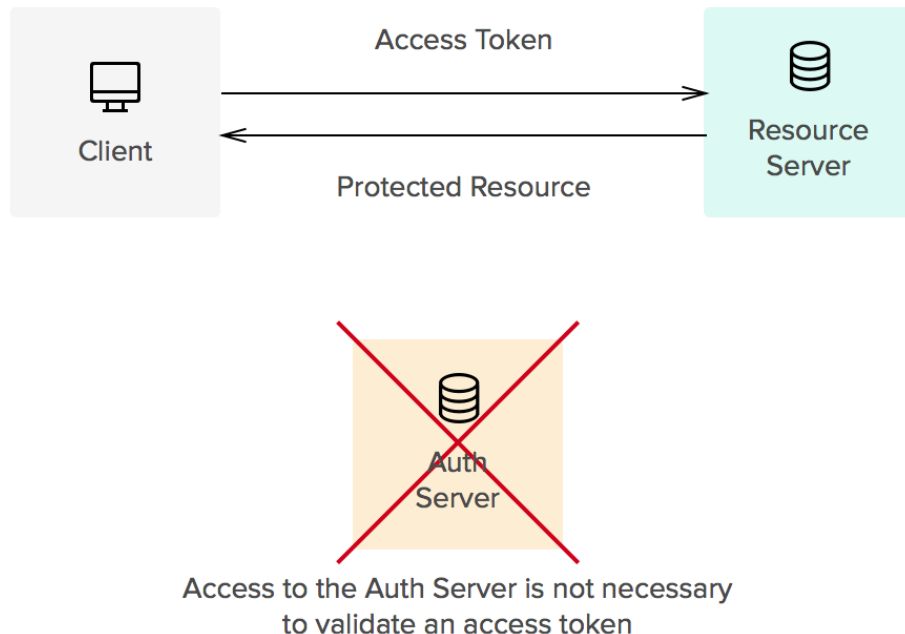 Access Token
Client
Resource
Server
Protected Resource
Auth
Server
Access to the Auth Server is not necessary
to validate an access token